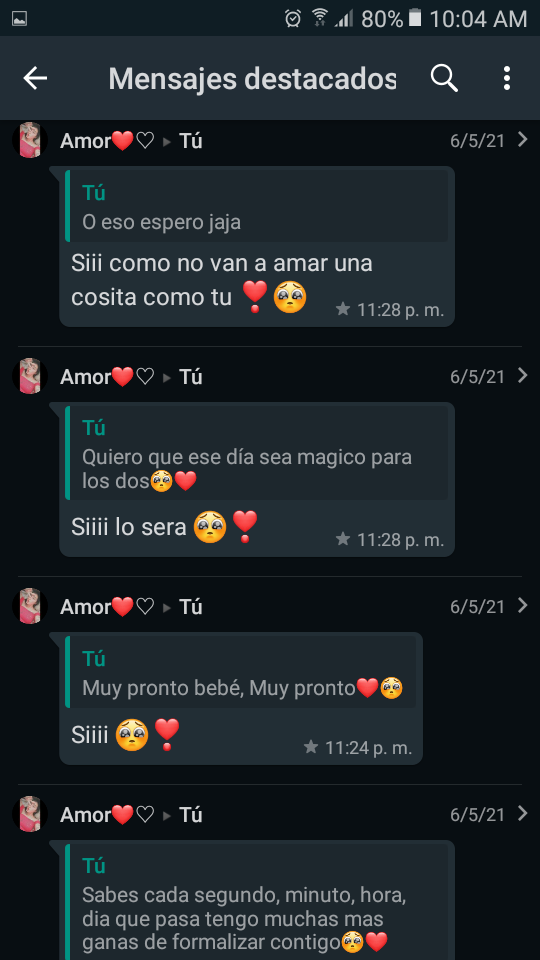 80% 10:04 AM
Mensajes destacados
Amor❤️♡ ▸ Tú 6/5/21
Tú
O eso espero jaja
Siii como no van a amar una
cosita como tu ❣️🥺
★ 11:28 p. m.
Amor❤️♡ ▸ Tú 6/5/21
Tú
Quiero que ese día sea magico para
los dos🥺❤️
Siiii lo sera 🥺❣️
★ 11:28 p. m.
Amor❤️♡ ▸ Tú 6/5/21
Tú
Muy pronto bebé, Muy pronto❤️🥺
Siiii 🥺❣️
★ 11:24 p. m.
Amor❤️♡ ▸ Tú 6/5/21
Tú
Sabes cada segundo, minuto, hora,
dia que pasa tengo muchas mas
ganas de formalizar contigo🥺❤️